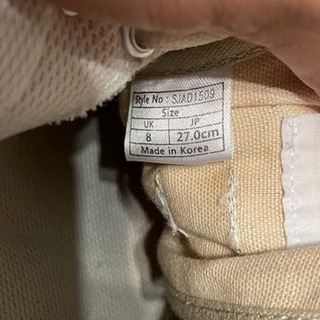 Style No : SJAD1509
Size
UK JP
8 27.0cm
Made in Korea